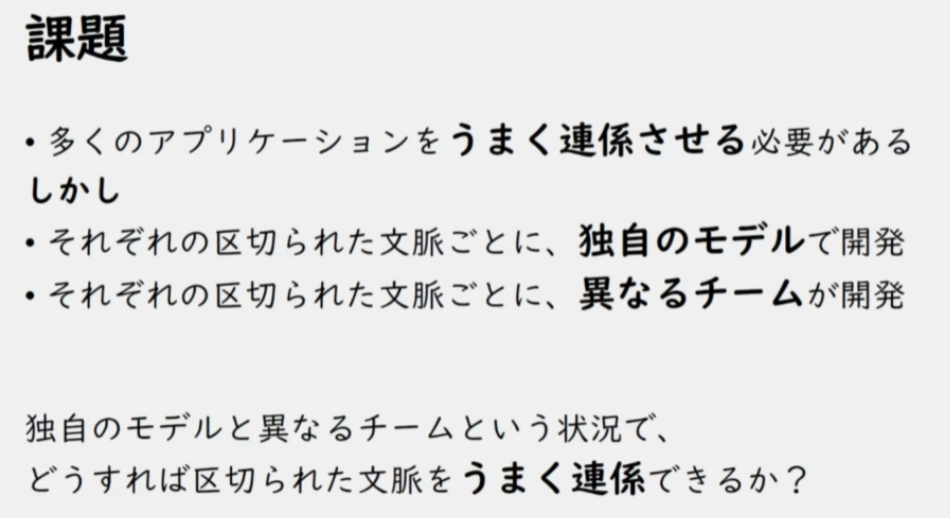 課題
• 多くのアプリケーションをうまく連係させる必要がある
しかし
• それぞれの区切られた文脈ごとに、独自のモデルで開発
• それぞれの区切られた文脈ごとに、異なるチームが開発
独自のモデルと異なるチームという状況で、
どうすれば区切られた文脈をうまく連係できるか？